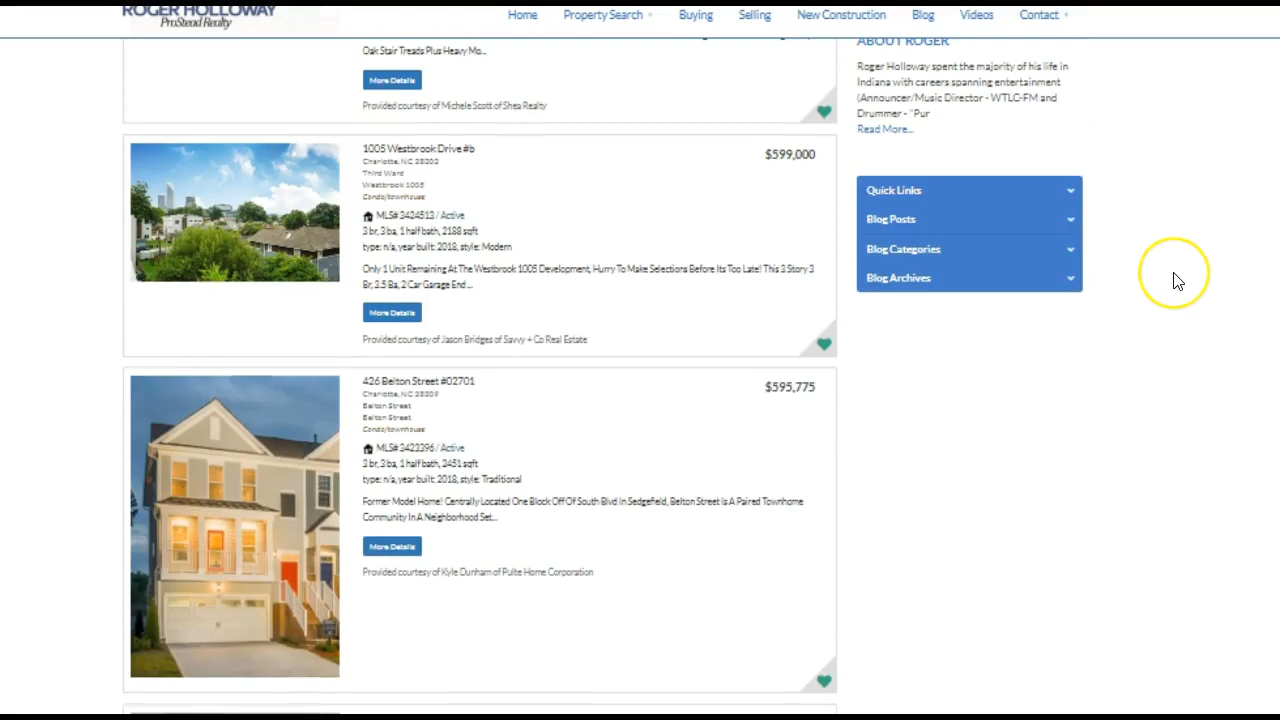 ROGER HOLLOWAY
ProStead Realty
Home
Property Search +
Buying
Selling
New Construction
Blog
Videos
Contact +
Oak Stair Treads Plus Heavy Mo...
More Details
Provided courtesy of Michele Scott of Shea Realty
1005 Westbrook Drive #b
$599,000
Charlotte, NC 28202
Third Ward
Westbrook 1005
Condo/townhouse
MLS# 3424513 / Active
3 br, 3 ba, 1 half bath, 2188 sqft
type: n/a, year built: 2018, style: Modern
Only 1 Unit Remaining At The Westbrook 1005 Development, Hurry To Make Selections Before Its Too Late! This 3 Story 3
Br, 3.5 Ba, 2 Car Garage End ...
More Details
Provided courtesy of Jason Bridges of Savvy + Co Real Estate
426 Belton Street #02701
$595,775
Charlotte, NC 28209
Belton Street
Belton Street
Condo/townhouse
MLS# 3423396 / Active
3 br, 3 ba, 1 half bath, 2451 sqft
type: n/a, year built: 2018, style: Traditional
Former Model Home! Centrally Located One Block Off Of South Blvd In Sedgefield, Belton Street Is A Paired Townhome
Community In A Neighborhood Set...
More Details
Provided courtesy of Kyle Dunham of Pulte Home Corporation
ABOUT ROGER
Roger Holloway spent the majority of his life in
Indiana with careers spanning entertainment
(Announcer/Music Director - WTLC-FM and
Drummer - "Pur
Read More...
Quick Links
Blog Posts
Blog Categories
Blog Archives